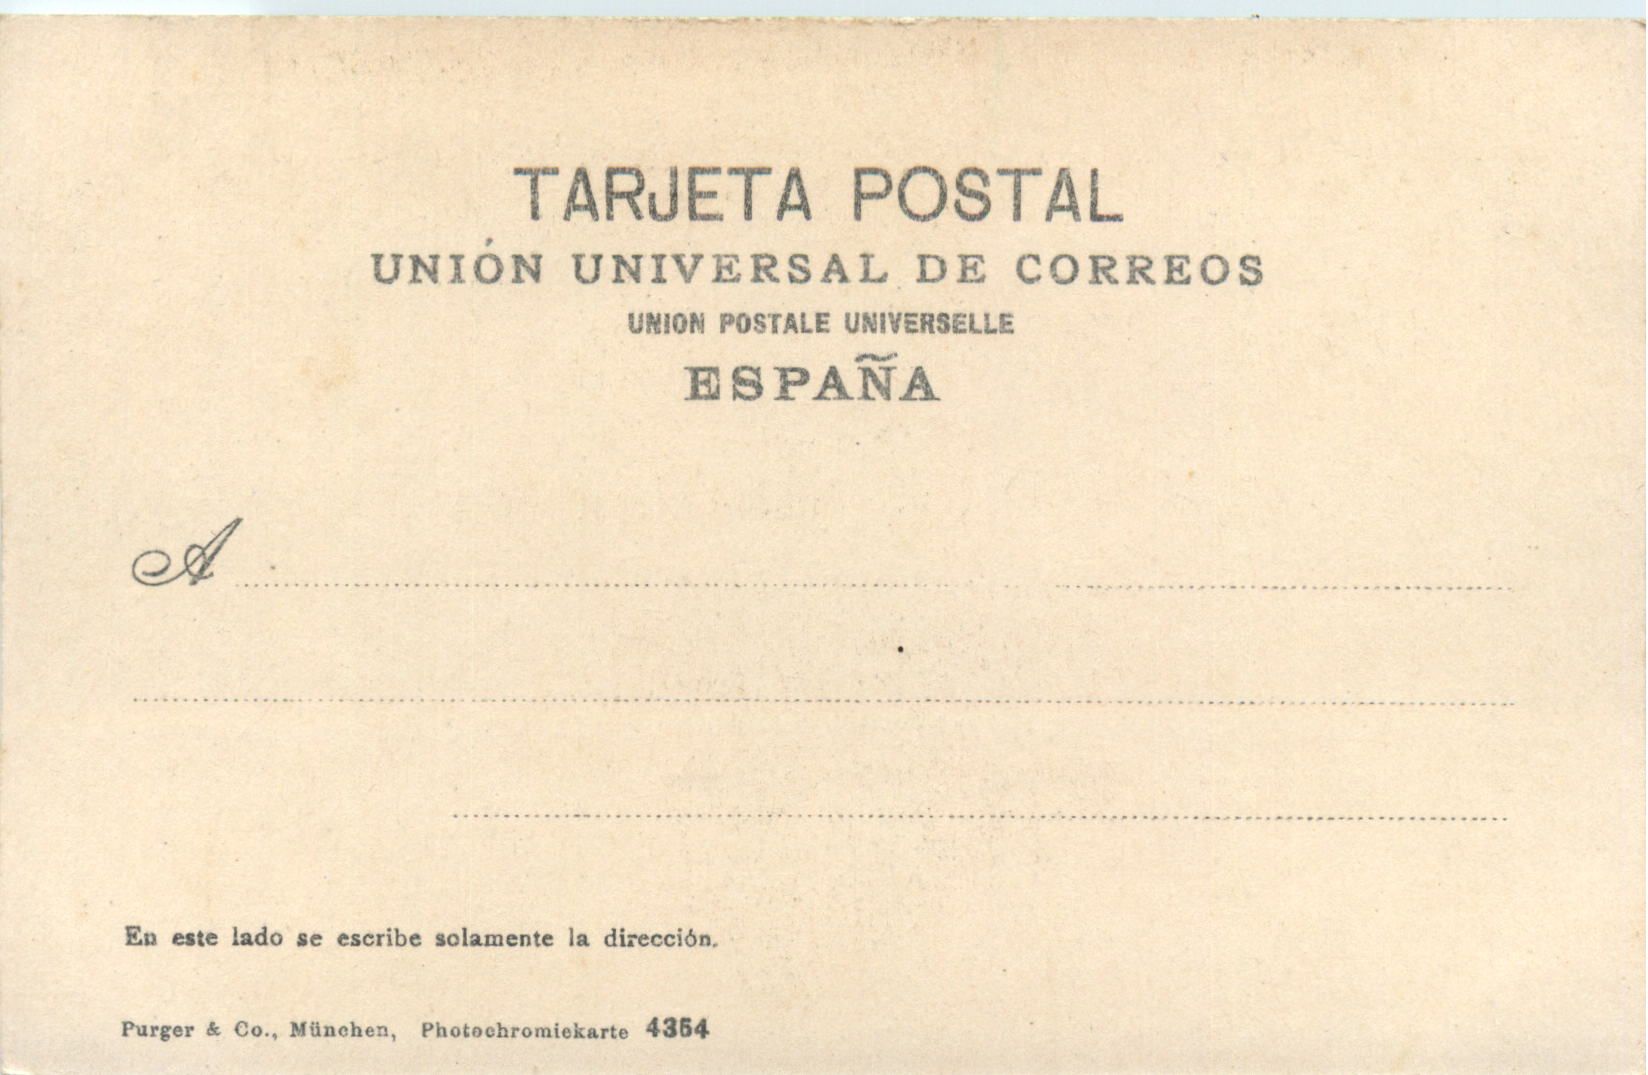 TARJETA POSTAL
UNIÓN UNIVERSAL DE CORREOS
UNION POSTALE UNIVERSELLE
ESPAÑA
A
En este lado se escribe solamente la dirección.
Purger & Co., München, Photochromiekarte 4354